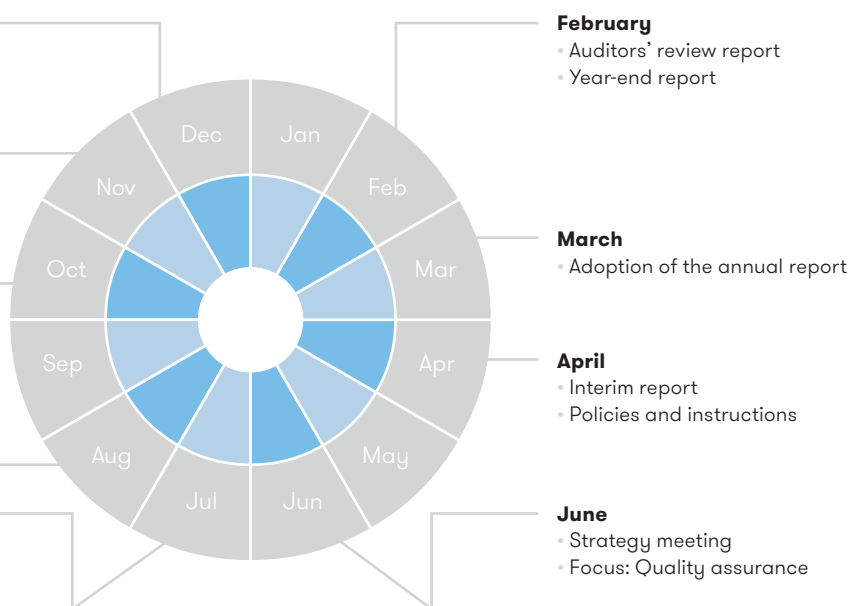 Dec
Jan
Nov
Feb
Oct
Mar
Sep
Apr
Aug
May
Jul
Jun
February
• Auditors’ review report
• Year-end report
March
• Adoption of the annual report
April
• Interim report
• Policies and instructions
June
• Strategy meeting
• Focus: Quality assurance